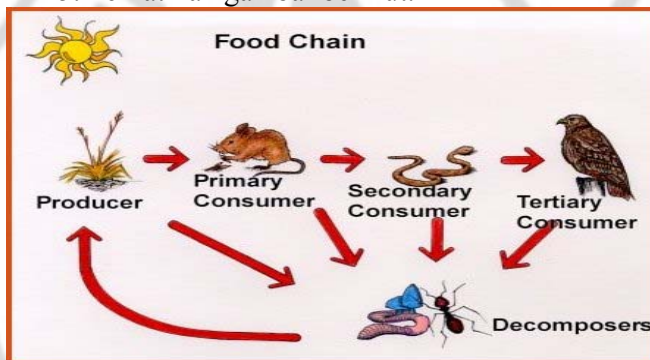 Food Chain
Producer
Primary
Consumer
Secondary
Consumer
Tertiary
Consumer
Decomposers